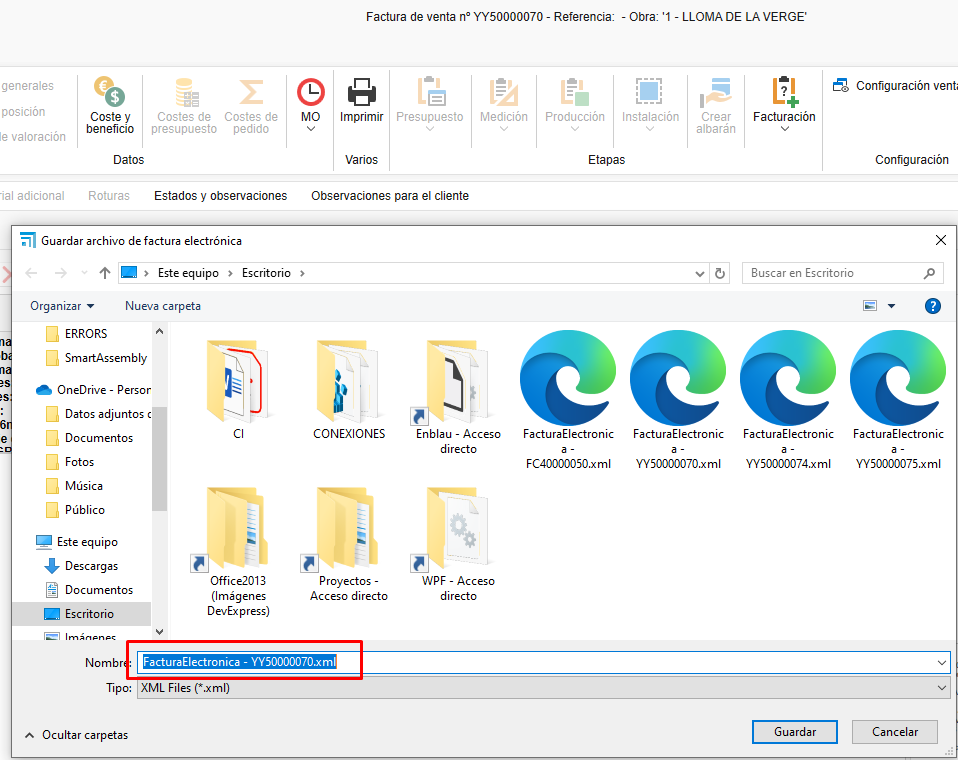 Factura de venta nº YY50000070 - Referencia:  - Obra: '1 - LLOMA DE LA VERGE'
generales
posición
de valoración
Coste y
beneficio
Costes de
presupuesto
Costes de
pedido
Datos
MO
Imprimir
Varios
Presupuesto
Medición
Producción
Instalación
Crear
albarán
Etapas
Facturación
Configuración venta
Configuración
rial adicional
Roturas
Estados y observaciones
Observaciones para el cliente
Guardar archivo de factura electrónica
Este equipo
Escritorio
Buscar en Escritorio
Organizar
Nueva carpeta
ERRORS
SmartAssembly
OneDrive - Person
Datos adjuntos d
Documentos
Fotos
Música
Público
Este equipo
Descargas
Documentos
Escritorio
Imágenes
CI
CONEXIONES
Enblau - Acceso
directo
FacturaElectronic
a -
FC40000050.xml
FacturaElectronic
a -
YY50000070.xml
FacturaElectronic
a -
YY50000074.xml
FacturaElectronic
a -
YY50000075.xml
Office2013
(Imágenes
DevExpress)
Proyectos -
Acceso directo
WPF - Acceso
directo
Nombre:
FacturaElectronica - YY50000070.xml
Tipo:
XML Files (*.xml)
Ocultar carpetas
Guardar
Cancelar